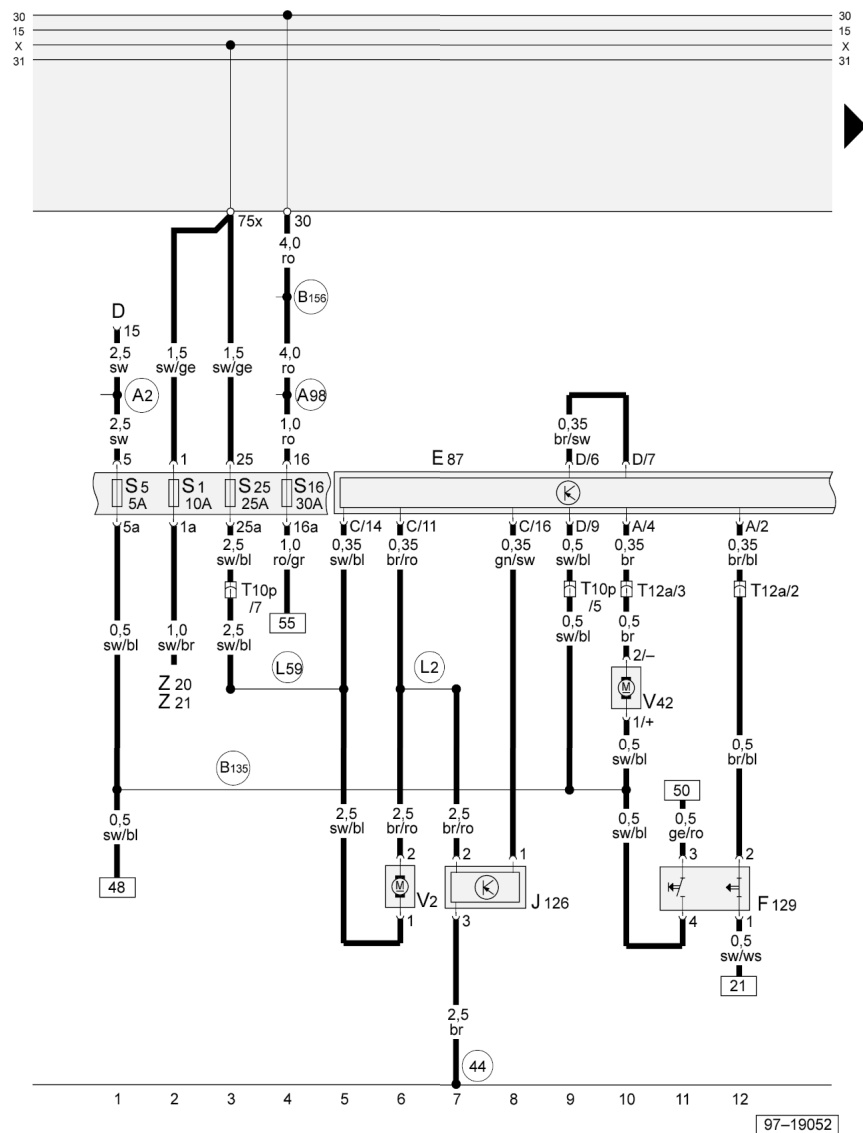 30 30
15 15
X X
31 31
75x 30
4,0
ro
B156
D
15
2,5 1,5 1,5 4,0
sw sw/ge sw/ge ro
A2 A98
2,5 1,0 0,35
sw ro br/sw
5 1 25 16 E 87 D/6 D/7
S5 S1 S25 S16
5A 10A 25A 30A
5a 1a 25a 16a C/14 C/11 C/16 D/9 A/4 A/2
2,5 1,0 0,35 0,35 0,35 0,5 0,35 0,35
sw/bl ro/gr sw/bl br/ro gn/sw sw/bl br br/bl
T10p T10p T12a/3 T12a/2
/7 /5
55
0,5 1,0 2,5 0,5 0,5
sw/bl sw/br sw/bl sw/bl br
2/–
L59 L2
Z 20
Z 21
M
V42
1/+
0,5 0,5
sw/bl br/bl
B135
50
0,5 2,5 2,5 2,5 0,5 0,5
sw/bl sw/bl br/ro br/ro sw/bl ge/ro
2 2 1 3 2
48 M V2 J 126 F 129
1 3 4 1
0,5
sw/ws
21
2,5
br
44
1 2 3 4 5 6 7 8 9 10 11 12
97–19052